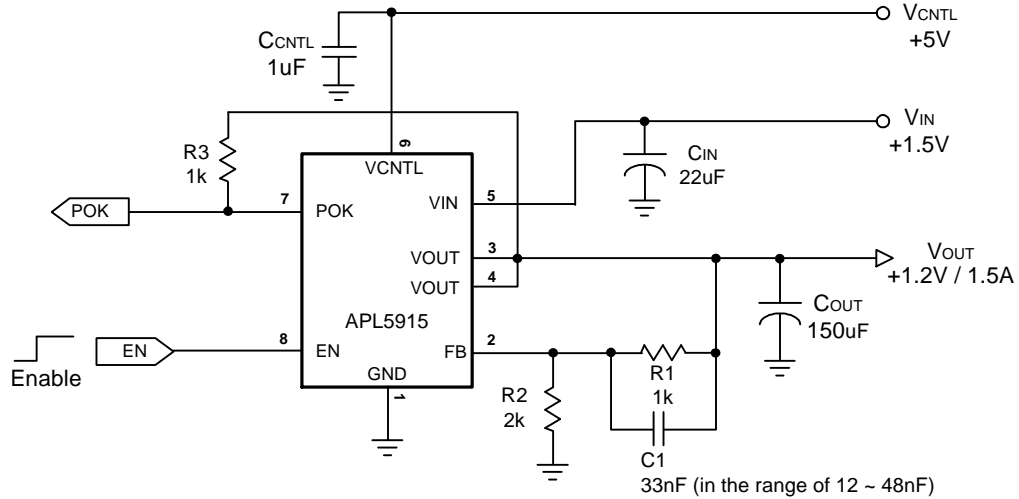 VCNTL
+5V
CCNTL
1uF
VIN
+1.5V
R3
1k
6
VCNTL
CIN
22uF
7
POK
POK
VIN
5
VOUT
3
VOUT
4
VOUT
+1.2V / 1.5A
COUT
150uF
APL5915
Enable
EN
8
EN
FB
2
GND
1
R1
1k
R2
2k
C1
33nF (in the range of 12 ~ 48nF)